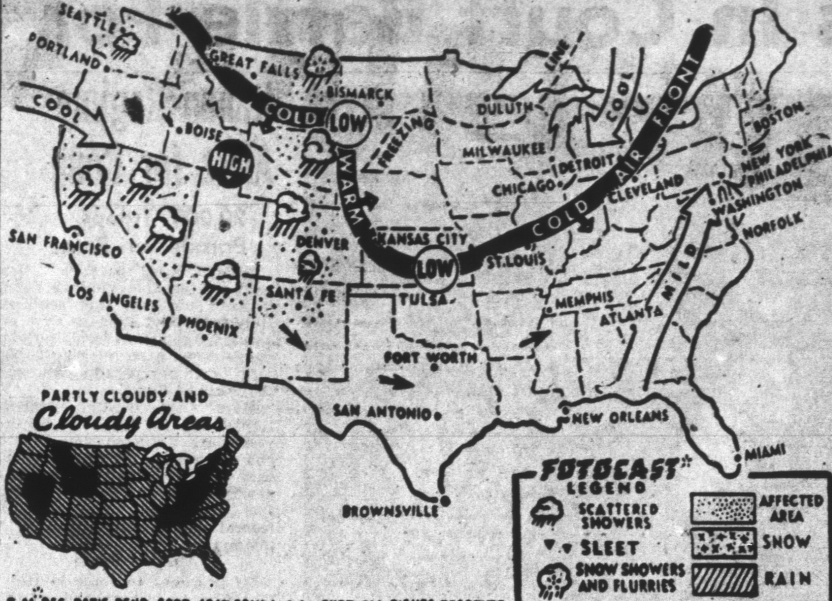 SEATTLE
PORTLAND
GREAT FALLS
BISMARCK
COLD
LOW
FREEZING
LINE
DULUTH
COOL
COLD AIR FRONT
BOSTON
COOL
BOISE
HIGH
WARM
MILWAUKEE
DETROIT
CHICAGO
CLEVELAND
NEW YORK
PHILADELPHIA
WASHINGTON
NORFOLK
SAN FRANCISCO
DENVER
KANSAS CITY
LOW
ST. LOUIS
MILD
LOS ANGELES
SANTA FE
TULSA
MEMPHIS
ATLANTA
PHOENIX
FORT WORTH
SAN ANTONIO
NEW ORLEANS
MIAMI
BROWNSVILLE
PARTLY CLOUDY AND
Cloudy Areas
FOTOCAST*
LEGEND
SCATTERED
SHOWERS
AFFECTED
AREA
SLEET
SNOW
SNOW SHOWERS
AND FLURRIES
RAIN